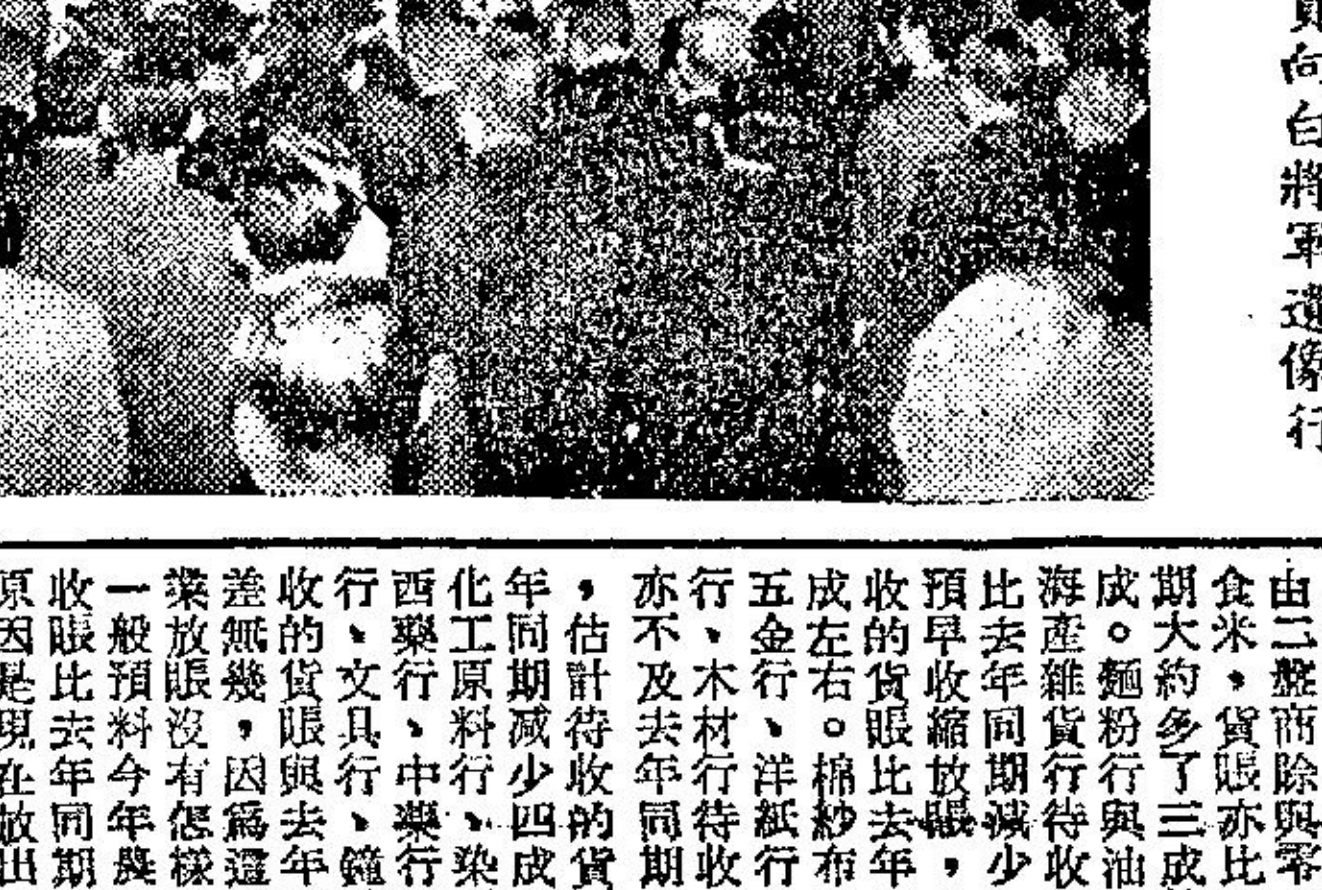 向白將軍遺像行
由二盤商除與零
食米，貨賬亦比
期大約多了三成
成。麵粉行與油
海產雜貨行待收
比去年同期減少
預早收縮放賬，
收的貨賬比去年
成左右。棉紗布
五金行、洋紙行
行、木材行待收
亦不及去年同期
，估計待收的貨
年同期減少四成
化工原料行、染
西藥行、中藥行
行、文具行、鐘
收的貨賬與去年
差無幾，因為這
業放賬沒有怎樣
一般預料今年農
收賬比去年同期
原因是現在放出